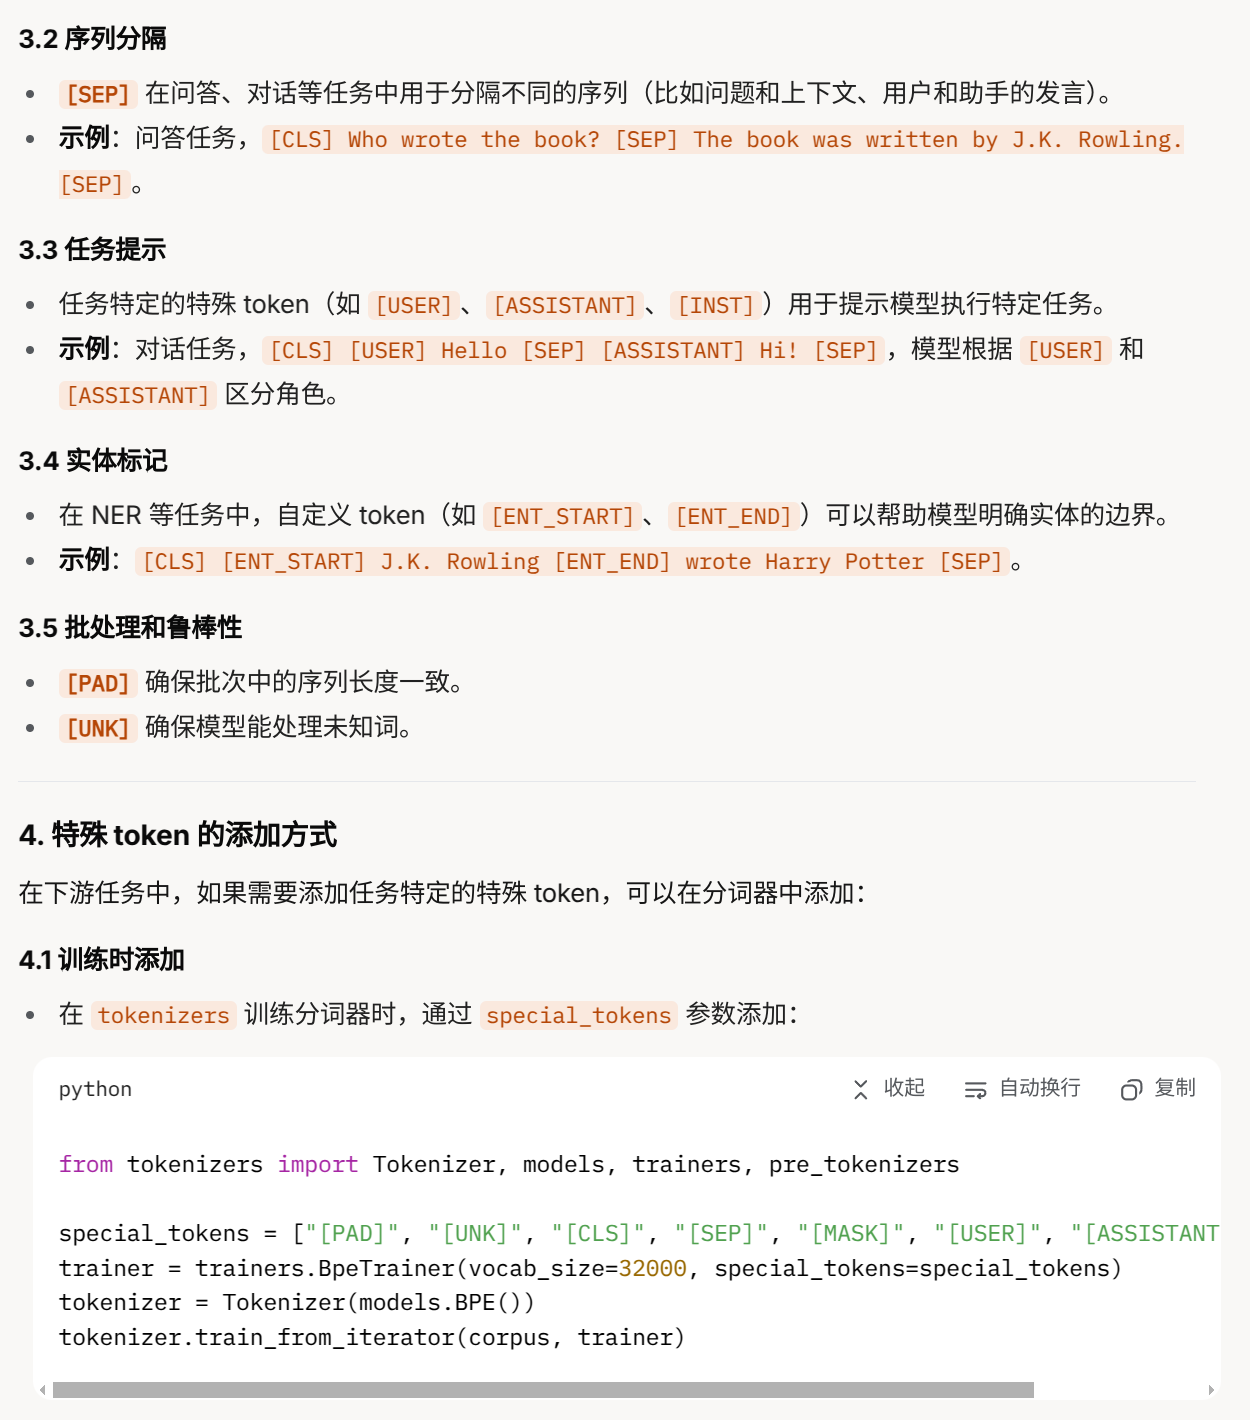 3.2 序列分隔
[SEP] 在问答、对话等任务中用于分隔不同的序列（比如问题和上下文、用户和助手的发言）。
示例：问答任务，[CLS] Who wrote the book? [SEP] The book was written by J.K. Rowling.
[SEP]。
3.3 任务提示
任务特定的特殊 token（如 [USER]、[ASSISTANT]、[INST]）用于提示模型执行特定任务。
示例：对话任务，[CLS] [USER] Hello [SEP] [ASSISTANT] Hi! [SEP]，模型根据 [USER] 和
[ASSISTANT] 区分角色。
3.4 实体标记
在 NER 等任务中，自定义 token（如 [ENT_START]、[ENT_END]）可以帮助模型明确实体的边界。
示例：[CLS] [ENT_START] J.K. Rowling [ENT_END] wrote Harry Potter [SEP]。
3.5 批处理和鲁棒性
[PAD] 确保批次中的序列长度一致。
[UNK] 确保模型能处理未知词。
4. 特殊 token 的添加方式
在下游任务中，如果需要添加任务特定的特殊 token，可以在分词器中添加：
4.1 训练时添加
在 tokenizers 训练分词器时，通过 special_tokens 参数添加：
python 收起 自动换行 复制
from tokenizers import Tokenizer, models, trainers, pre_tokenizers
special_tokens = ["[PAD]", "[UNK]", "[CLS]", "[SEP]", "[MASK]", "[USER]", "[ASSISTANT
trainer = trainers.BpeTrainer(vocab_size=32000, special_tokens=special_tokens)
tokenizer = Tokenizer(models.BPE())
tokenizer.train_from_iterator(corpus, trainer)